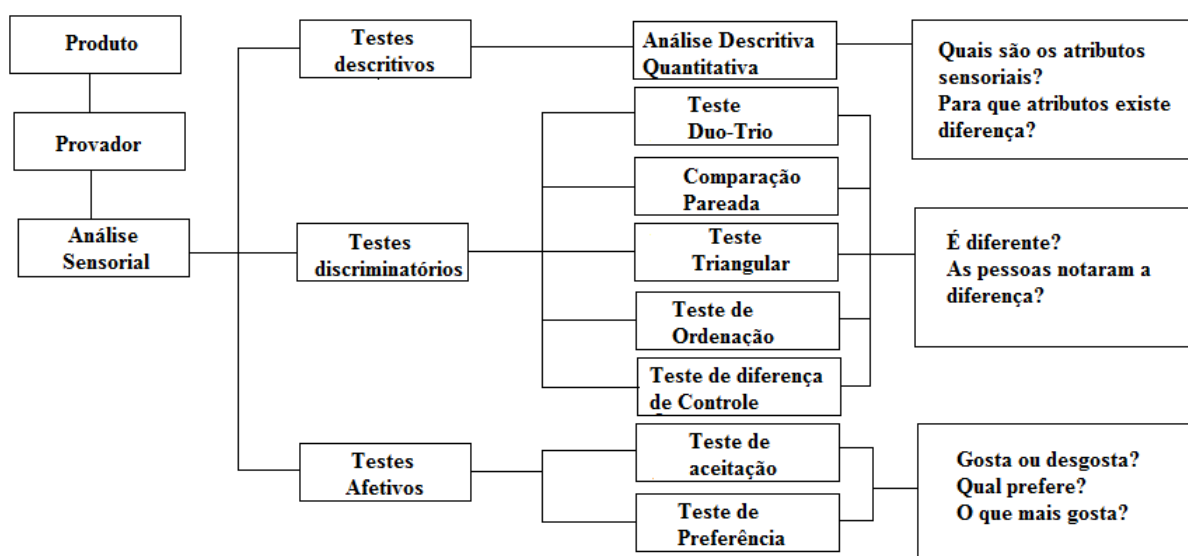 Produto
Provador
Análise
Sensorial
Testes
descritivos
Testes
discriminatórios
Testes
Afetivos
Análise Descritiva
Quantitativa
Teste
Duo-Trio
Comparação
Pareada
Teste
Triangular
Teste de
Ordenação
Teste de diferença
de Controle
Teste de
aceitação
Teste de
Preferência
Quais são os atributos
sensoriais?
Para que atributos existe
diferença?
É diferente?
As pessoas notaram a
diferença?
Gosta ou desgosta?
Qual prefere?
O que mais gosta?